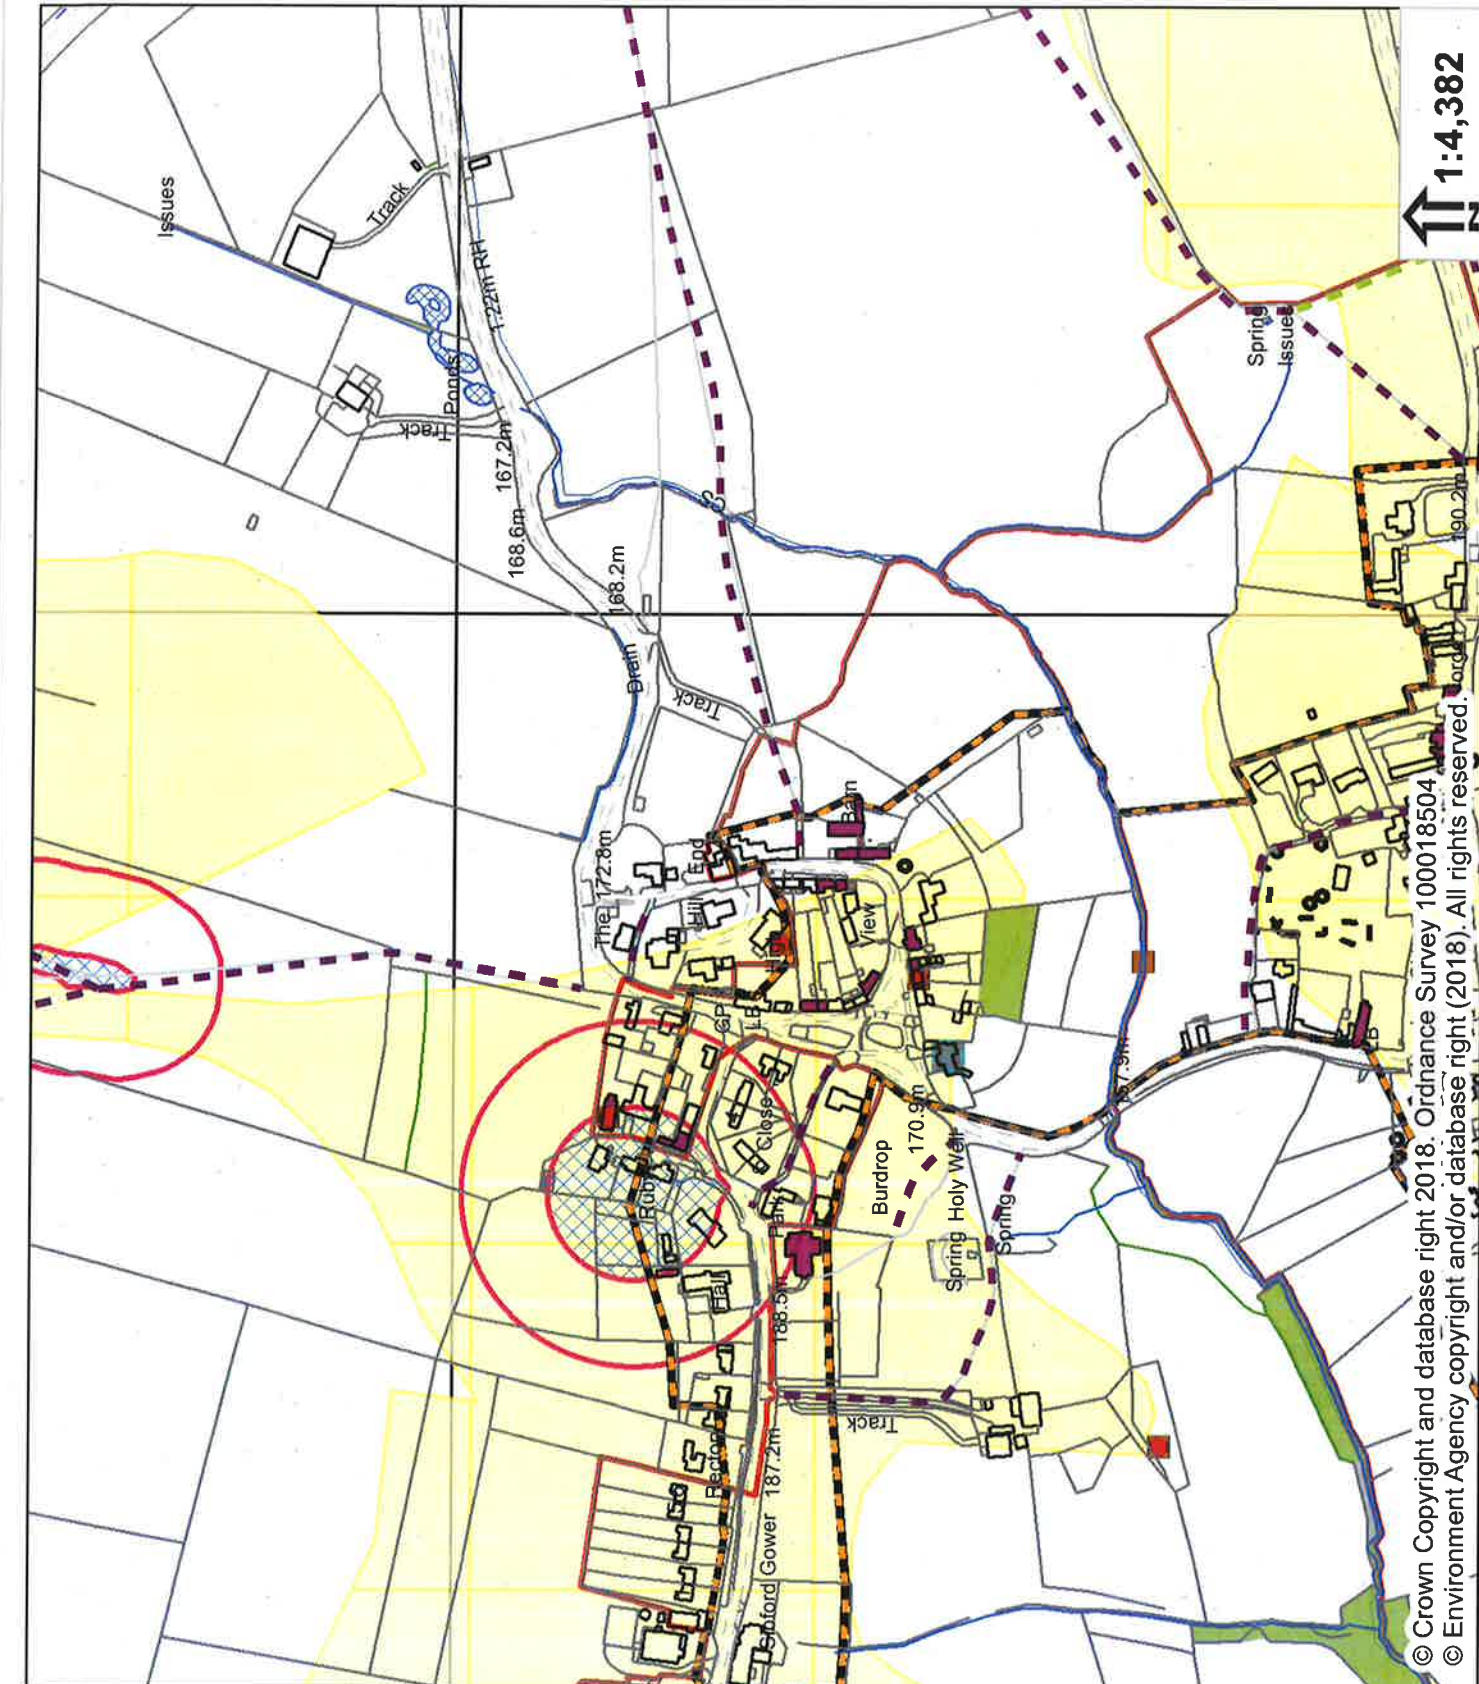 Issues
Track
1.22m RH
Ponds
Track
167.2m
168.6m
168.2m
Drain
CS
Track
The
172.8m
Hill
End
Barn
View
GP
LB
Close
Park
Hall
188.5m
Burdrop
170.9m
Spring
Holy Well
Spring
Spring
Issues
190.2m
Track
187.2m
Sibford Gower
1:4,382
N
© Crown Copyright and database right 2018. Ordnance Survey 100018504
© Environment Agency copyright and/or database right (2018). All rights reserved.